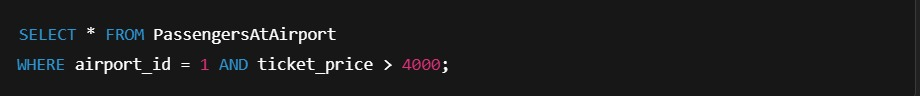 SELECT * FROM PassengersAtAirport
WHERE airport_id = 1 AND ticket_price > 4000;